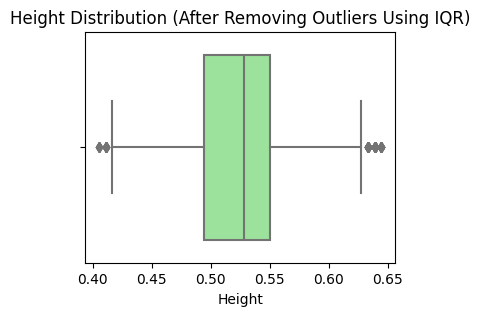 Height Distribution (After Removing Outliers Using IQR)
0.40 0.45 0.50 0.55 0.60 0.65
Height